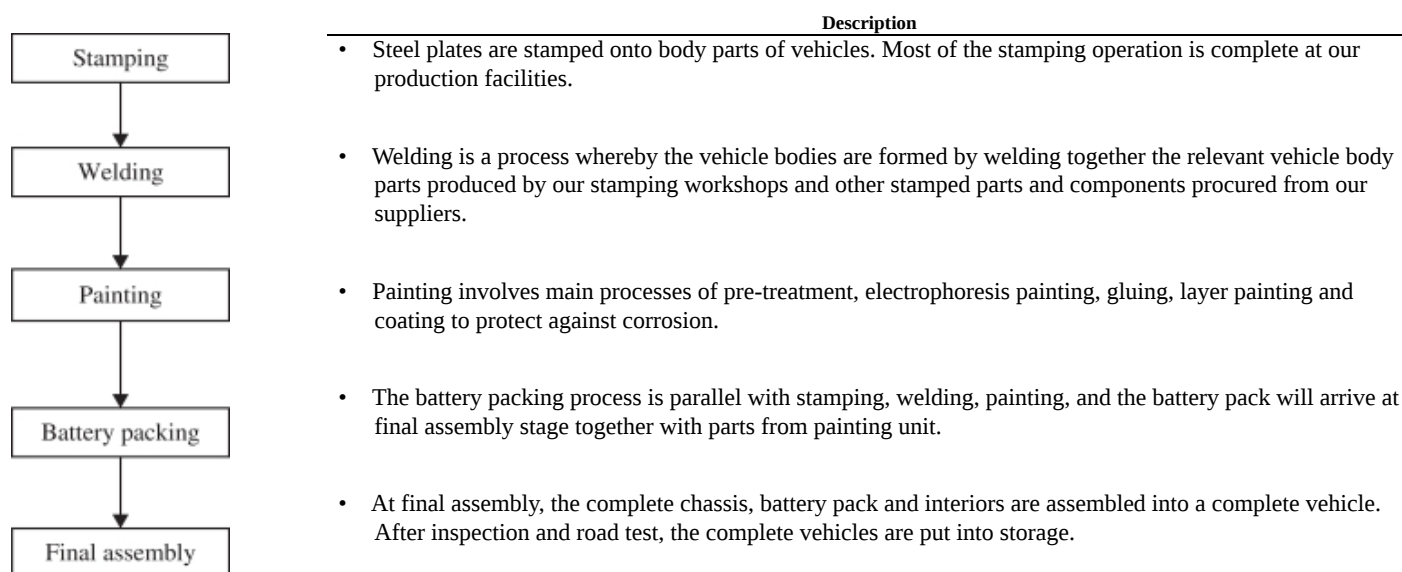 Description
Stamping
• Steel plates are stamped onto body parts of vehicles. Most of the stamping operation is complete at our
production facilities.
Welding
• Welding is a process whereby the vehicle bodies are formed by welding together the relevant vehicle body
parts produced by our stamping workshops and other stamped parts and components procured from our
suppliers.
Painting
• Painting involves main processes of pre-treatment, electrophoresis painting, gluing, layer painting and
coating to protect against corrosion.
Battery packing
• The battery packing process is parallel with stamping, welding, painting, and the battery pack will arrive at
final assembly stage together with parts from painting unit.
Final assembly
• At final assembly, the complete chassis, battery pack and interiors are assembled into a complete vehicle.
After inspection and road test, the complete vehicles are put into storage.